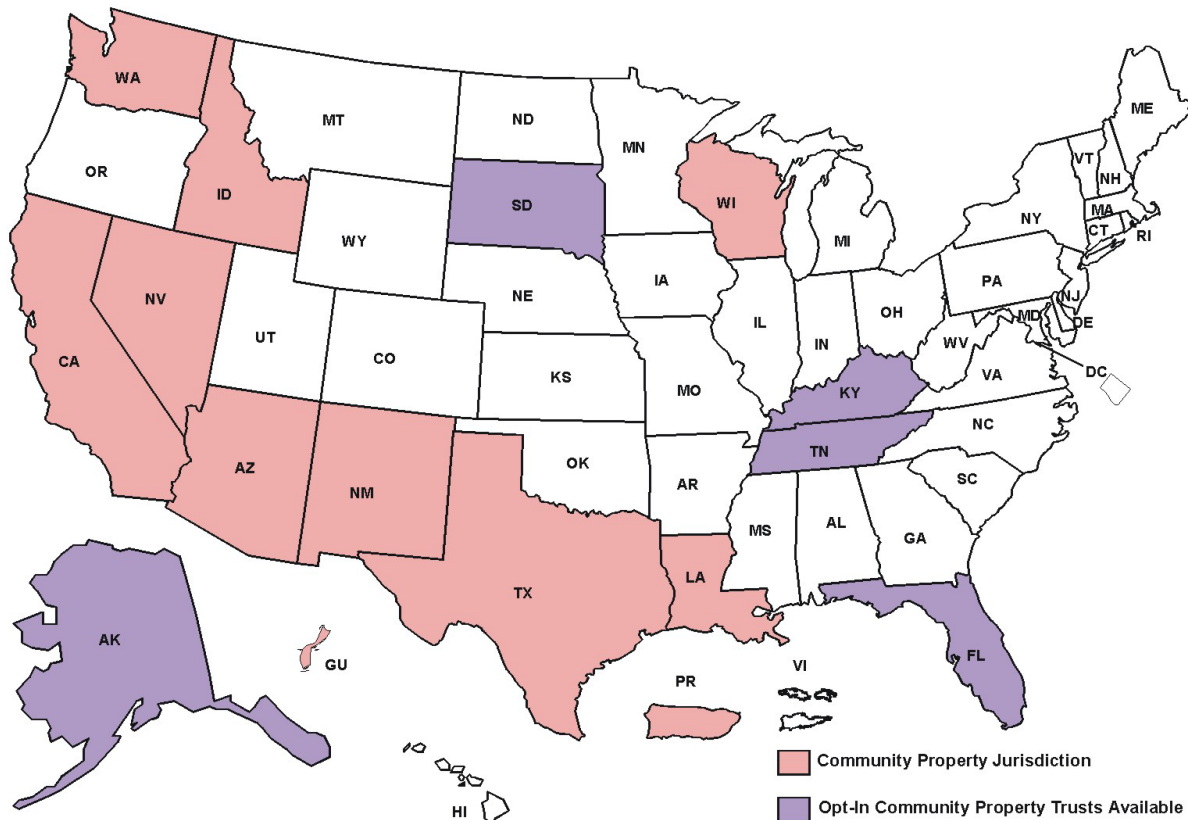 WA
MT
ND
MN
ME
VT
NH
OR
ID
SD
WI
MI
NY
MA
CT
RI
WY
NV
UT
CO
NE
IA
IL
IN
OH
PA
NJ
MD
DE
WV
VA
DC
CA
KS
MO
KY
NC
TN
AZ
NM
OK
AR
SC
MS
AL
GA
TX
LA
AK
GU
PR
VI
FL
HI
Community Property Jurisdiction
Opt-In Community Property Trusts Available